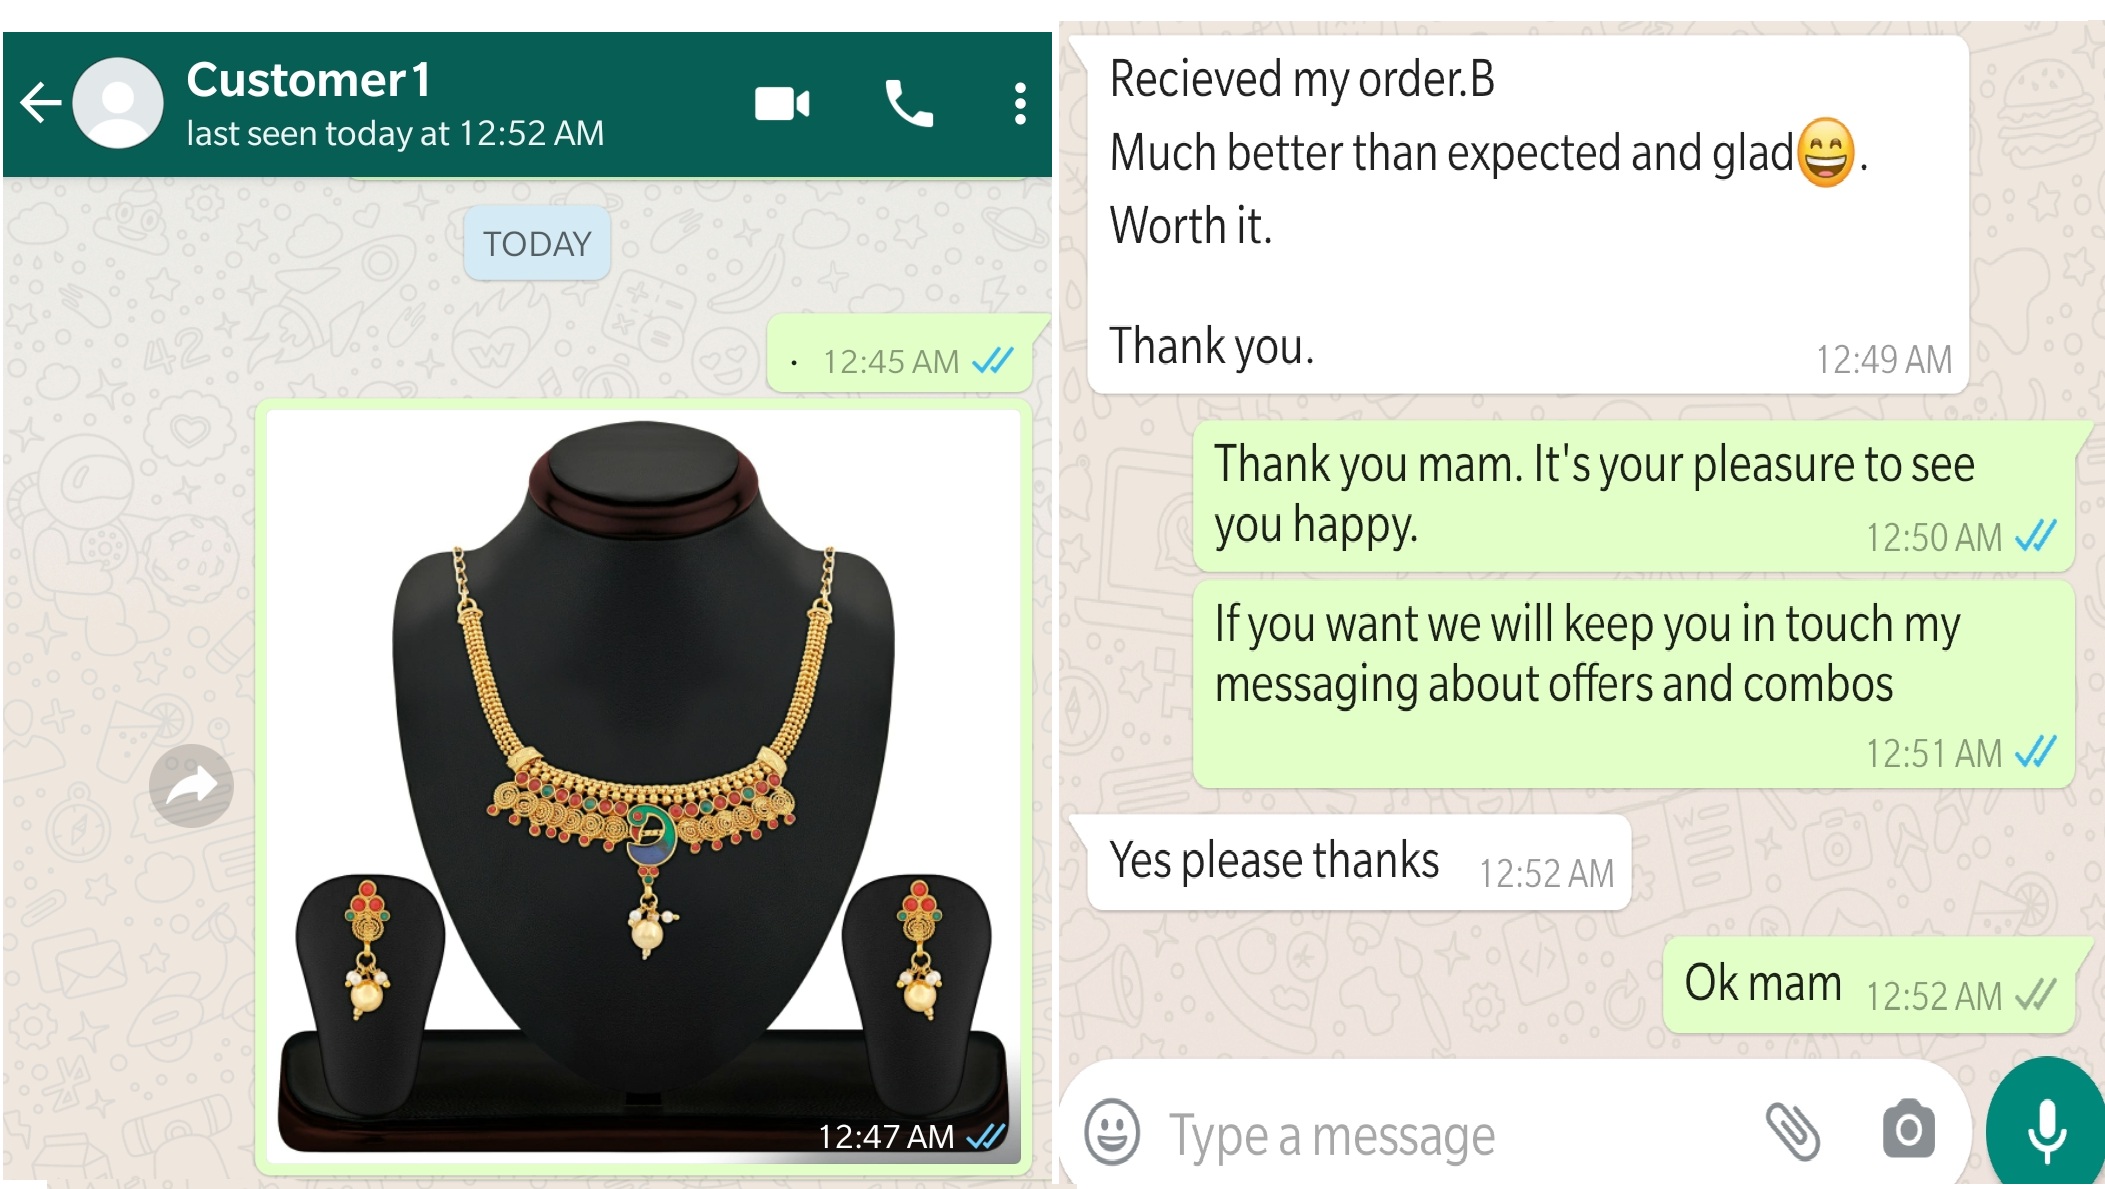 Customer1
last seen today at 12:52 AM
TODAY
. 12:45 AM
12:47 AM
Recieved my order.B
Much better than expected and glad😄.
Worth it.
Thank you.
12:49 AM
Thank you mam. It's your pleasure to see
you happy.
12:50 AM
If you want we will keep you in touch my
messaging about offers and combos
12:51 AM
Yes please thanks 12:52 AM
Ok mam 12:52 AM
Type a message